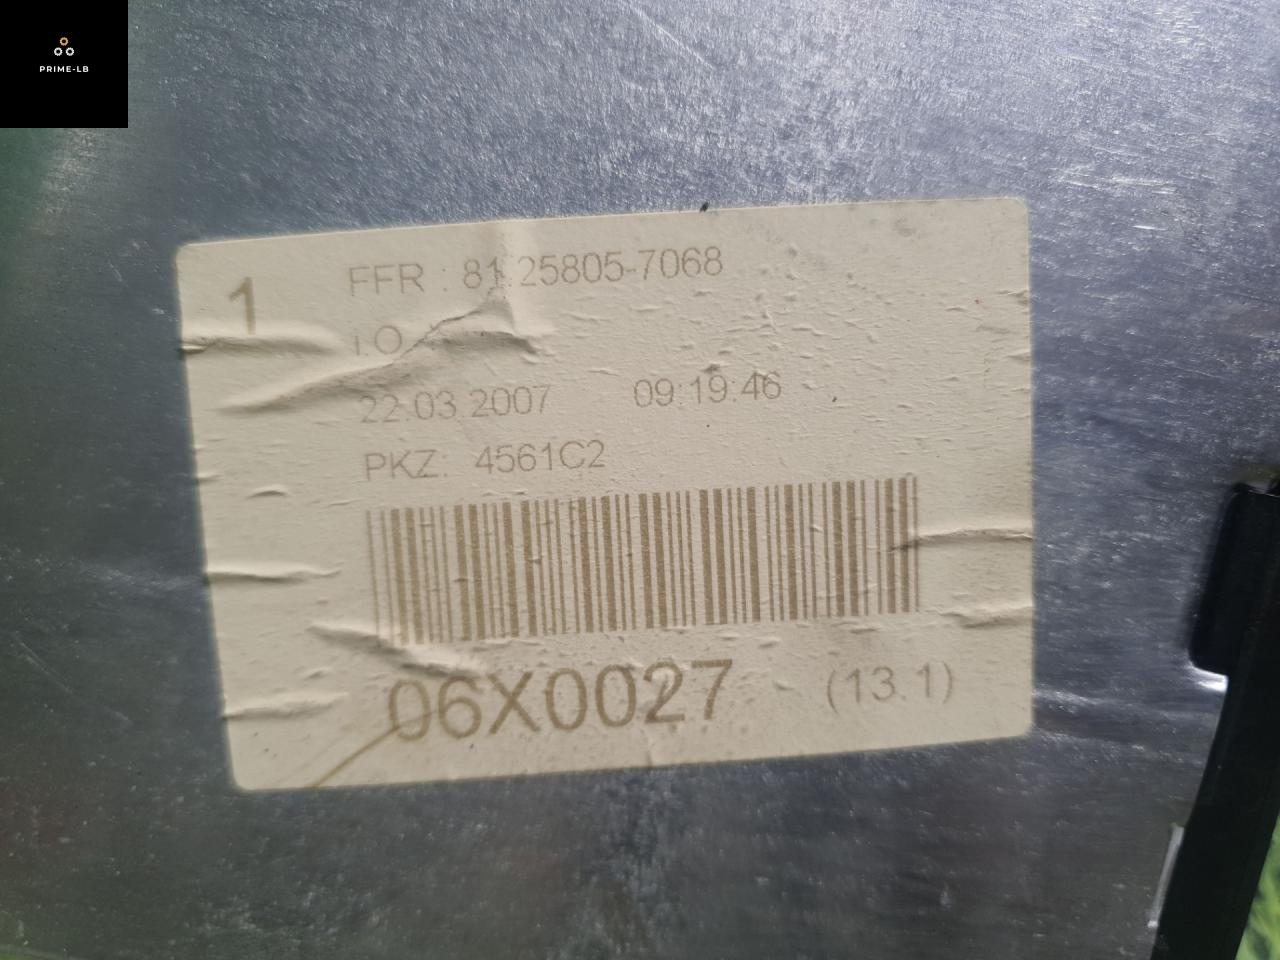 PRIME-LB
1
FFR : 81.25805-7068
i.O
22.03.2007 09:19:46
PKZ: 4561C2
06X0027 (13.1)